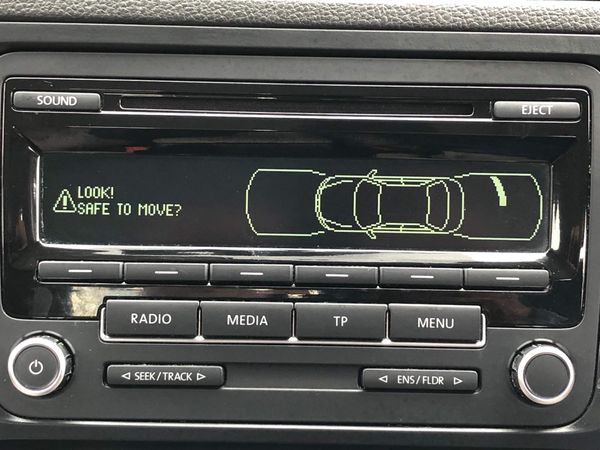 SOUND
EJECT
LOOK!
SAFE TO MOVE?
RADIO
MEDIA
TP
MENU
SEEK/TRACK
ENS/FLDR